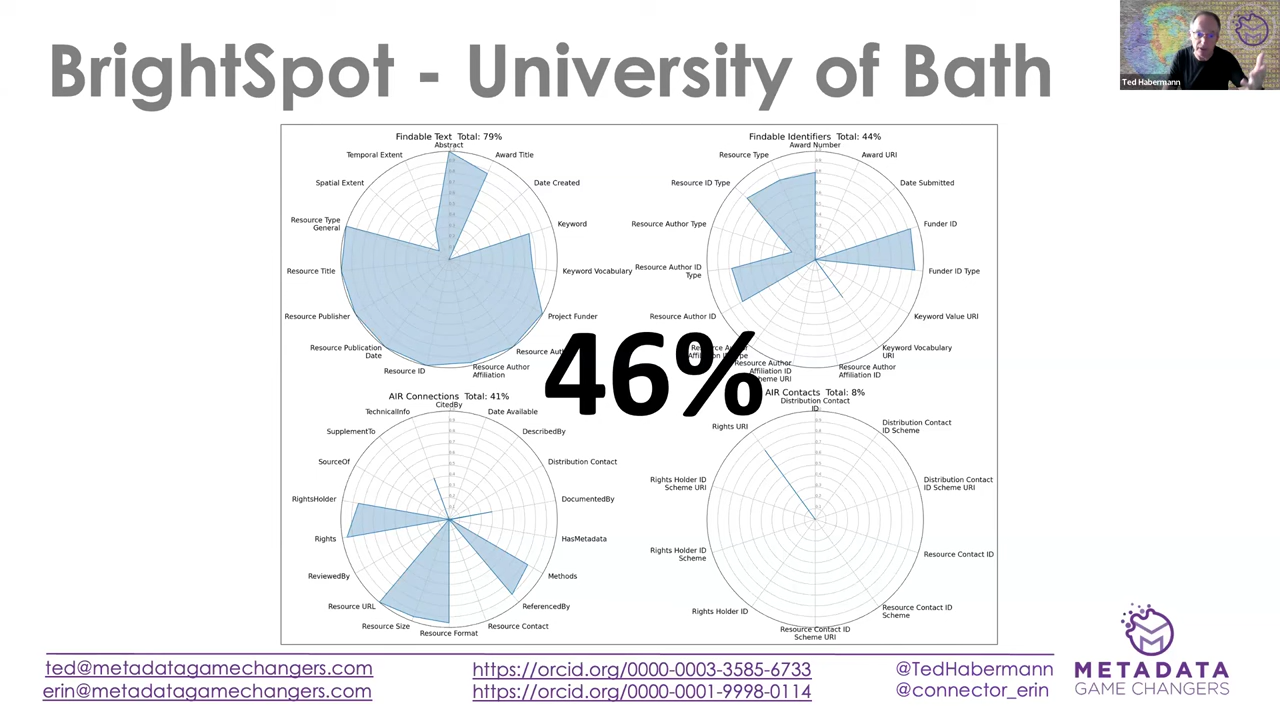 BrightSpot - University of Bath
Ted Habermann
Findable Text Total: 79%
Abstract
Award Title
Date Created
Keyword
Keyword Vocabulary
Project Funder
Resource
Resource Author
Affiliation
Resource ID
Resource Publication
Date
Resource Publisher
Resource Title
Resource Type
General
Spatial Extent
Temporal Extent
Findable Identifiers Total: 44%
Award Number
Award URI
Date Submitted
Funder ID
Funder ID Type
Keyword Value URI
Keyword Vocabulary
URI
Resource Author
Affiliation ID
Resource Author
Affiliation ID
Resource Author ID
Resource Author ID
Type
Resource Author Type
Resource ID Type
Resource Type
46%
AIR Connections Total: 41%
CitedBy
Date Available
DescribedBy
Distribution Contact
DocumentedBy
HasMetadata
Methods
ReferencedBy
Resource Contact
Resource Format
Resource Size
Resource URL
ReviewedBy
Rights
RightsHolder
SourceOf
SupplementTo
TechnicalInfo
AIR Contacts Total: 8%
Distribution Contact
ID
Distribution Contact
ID Scheme
Distribution Contact
ID Scheme URI
Resource Contact ID
Resource Contact ID
Scheme
Resource Contact ID
Scheme URI
Rights Holder ID
Rights Holder ID
Scheme
Rights Holder ID
Scheme URI
Rights URI
ted@metadatagamechangers.com
erin@metadatagamechangers.com
https://orcid.org/0000-0003-3585-6733
https://orcid.org/0000-0001-9998-0114
@TedHabermann
@connector_erin
METADATA
GAME CHANGERS